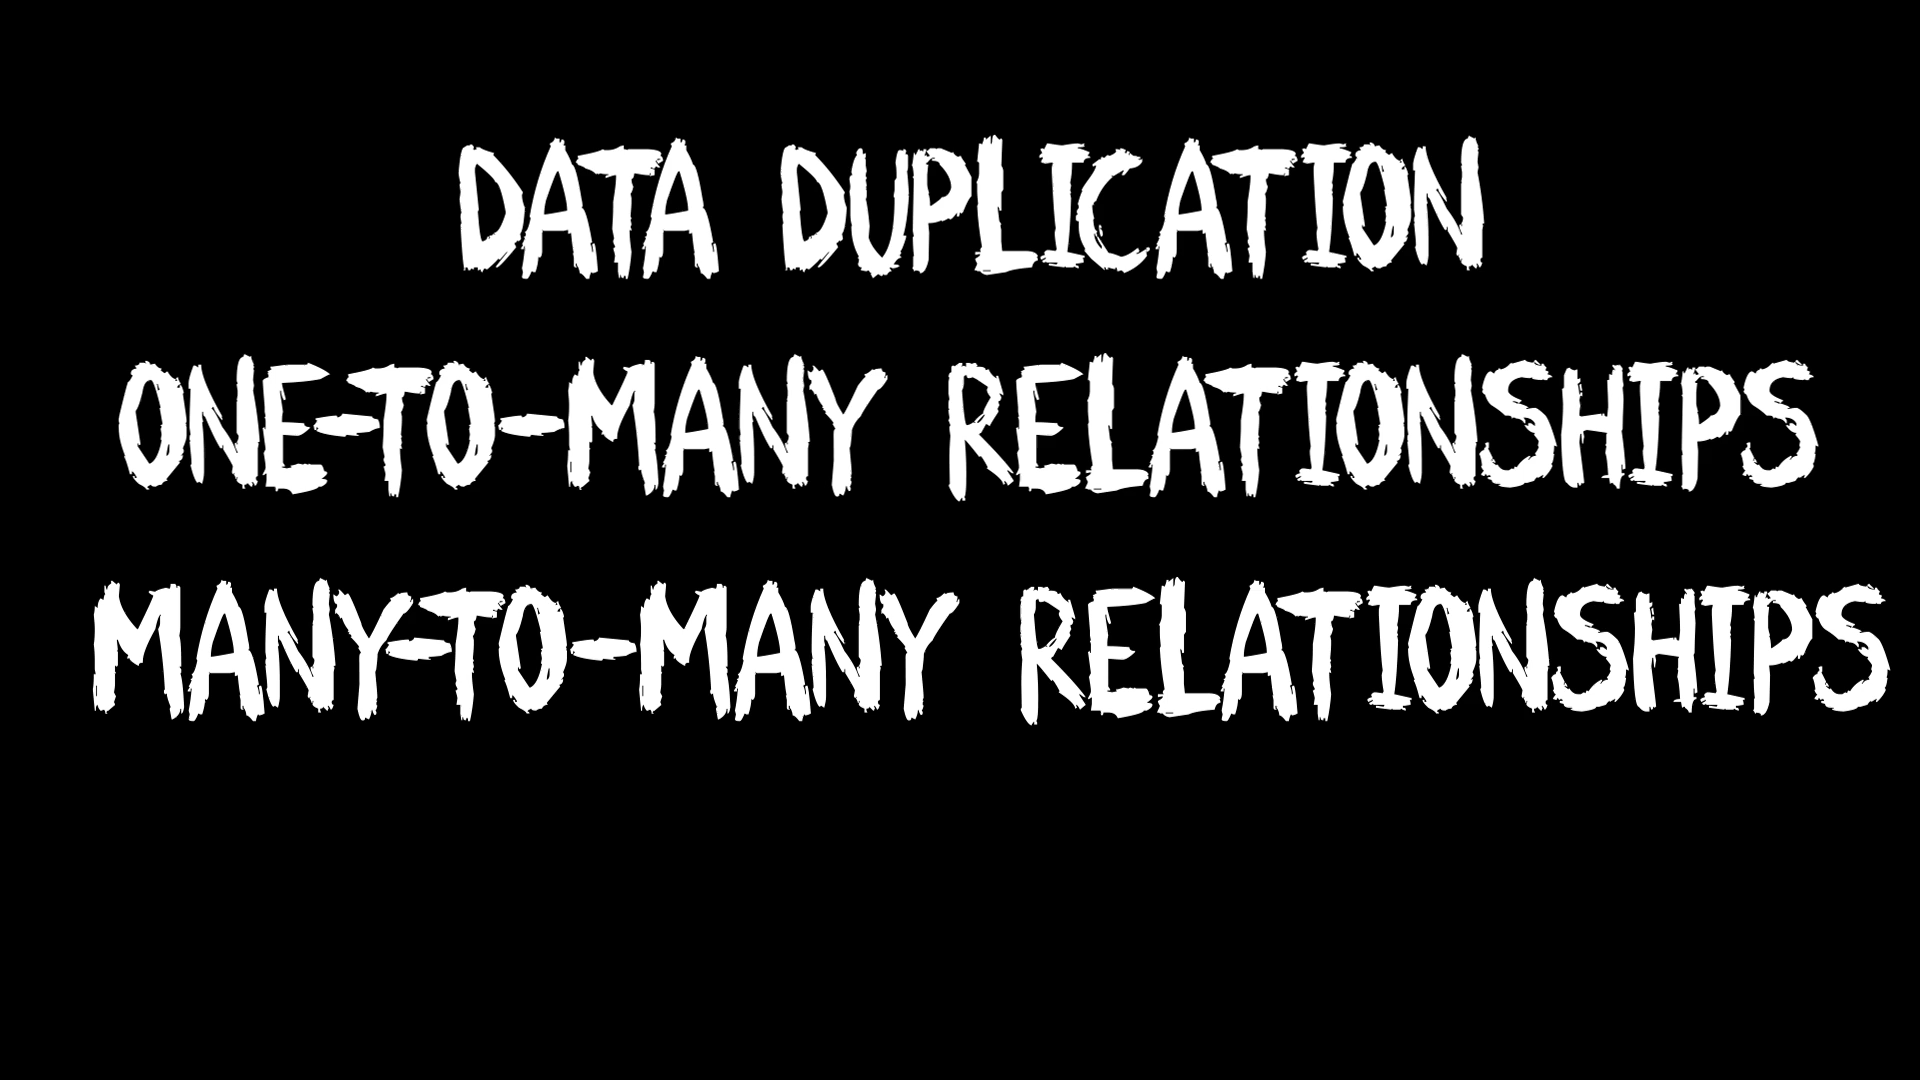 DATA DUPLICATION
ONE-TO-MANY RELATIONSHIPS
MANY-TO-MANY RELATIONSHIPS